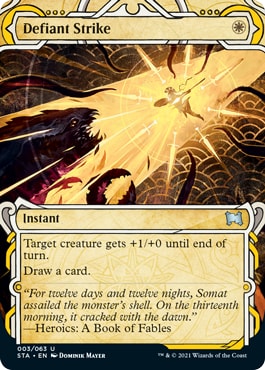 Defiant Strike
Instant
Target creature gets +1/+0 until end of
turn.
Draw a card.
"For twelve days and twelve nights, Somat
assailed the monster's shell. On the thirteenth
morning, it cracked with the dawn."
—Heroics: A Book of Fables
003/063 U
STA • EN DOMINIK MAYER
™ & © 2021 Wizards of the Coast